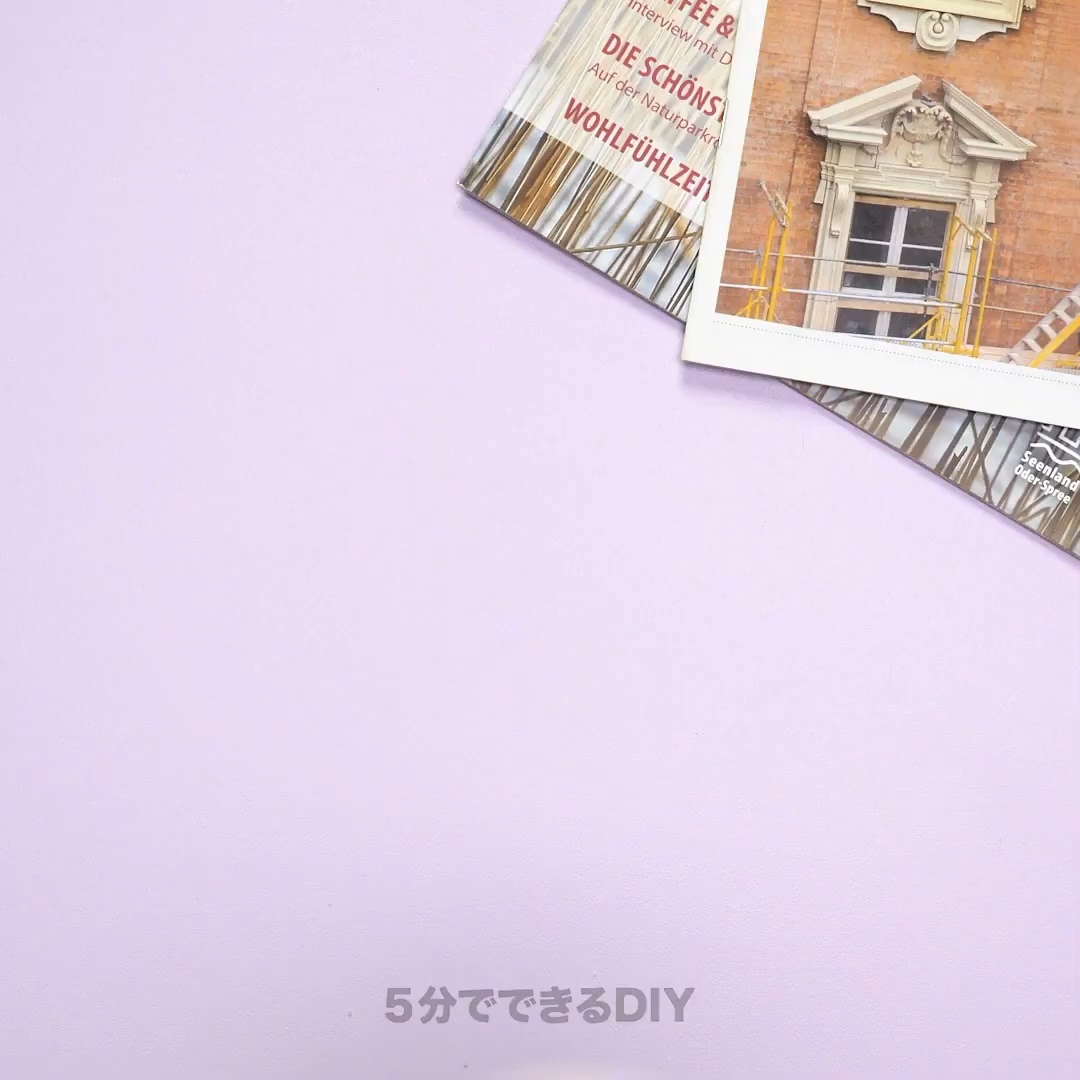 FEE &
Interview mit D
DIE SCHÖNST
Auf der Naturparkro
WOHLFÜHLZEIT
Seenland
Oder-Spree
5分でできるDIY